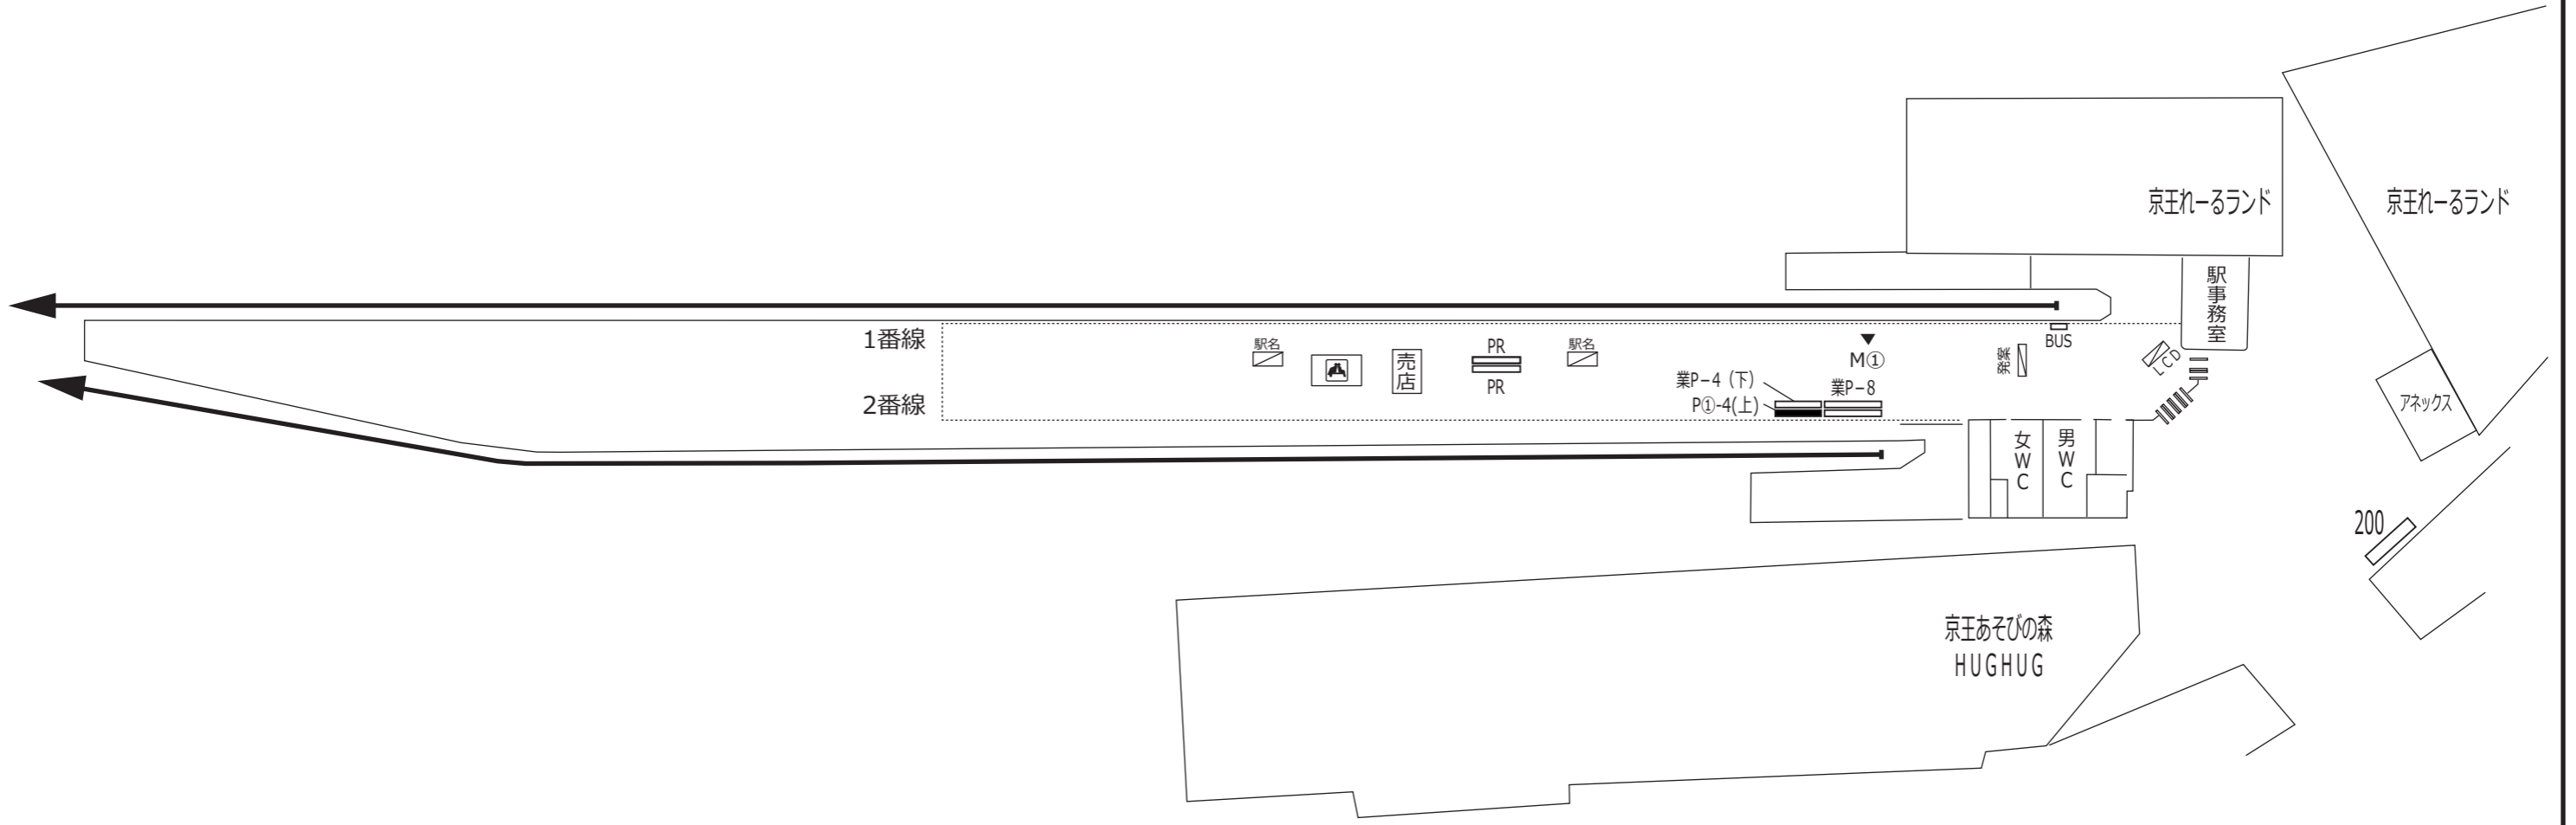 京王れーるランド
京王れーるランド
駅
事
務
室
1番線
2番線
駅名
売
店
PR
PR
駅名
M①
業P−4（下）
P①-4(上)
業P−8
発案
BUS
LCD
アネックス
女
W
C
男
W
C
200
京王あそびの森
HUGHUG